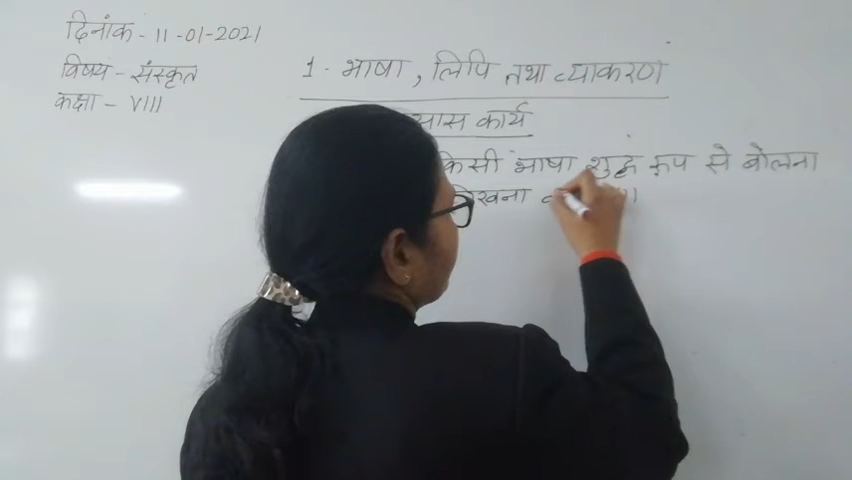 दिनांक - 11-01-2021
विषय - संस्कृत
कक्षा - VIII
1. भाषा, लिपि तथा व्याकरण
कार्य
किसी भाषा शुद्ध रूप से बोलना